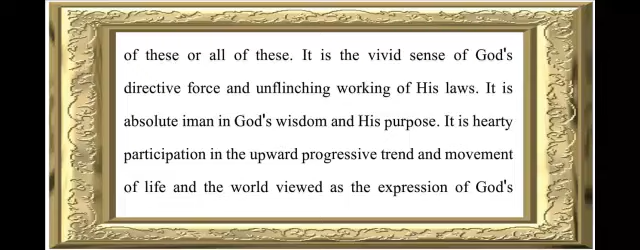 of these or all of these. It is the vivid sense of God's
directive force and unflinching working of His laws. It is
absolute iman in God's wisdom and His purpose. It is hearty
participation in the upward progressive trend and movement
of life and the world viewed as the expression of God's